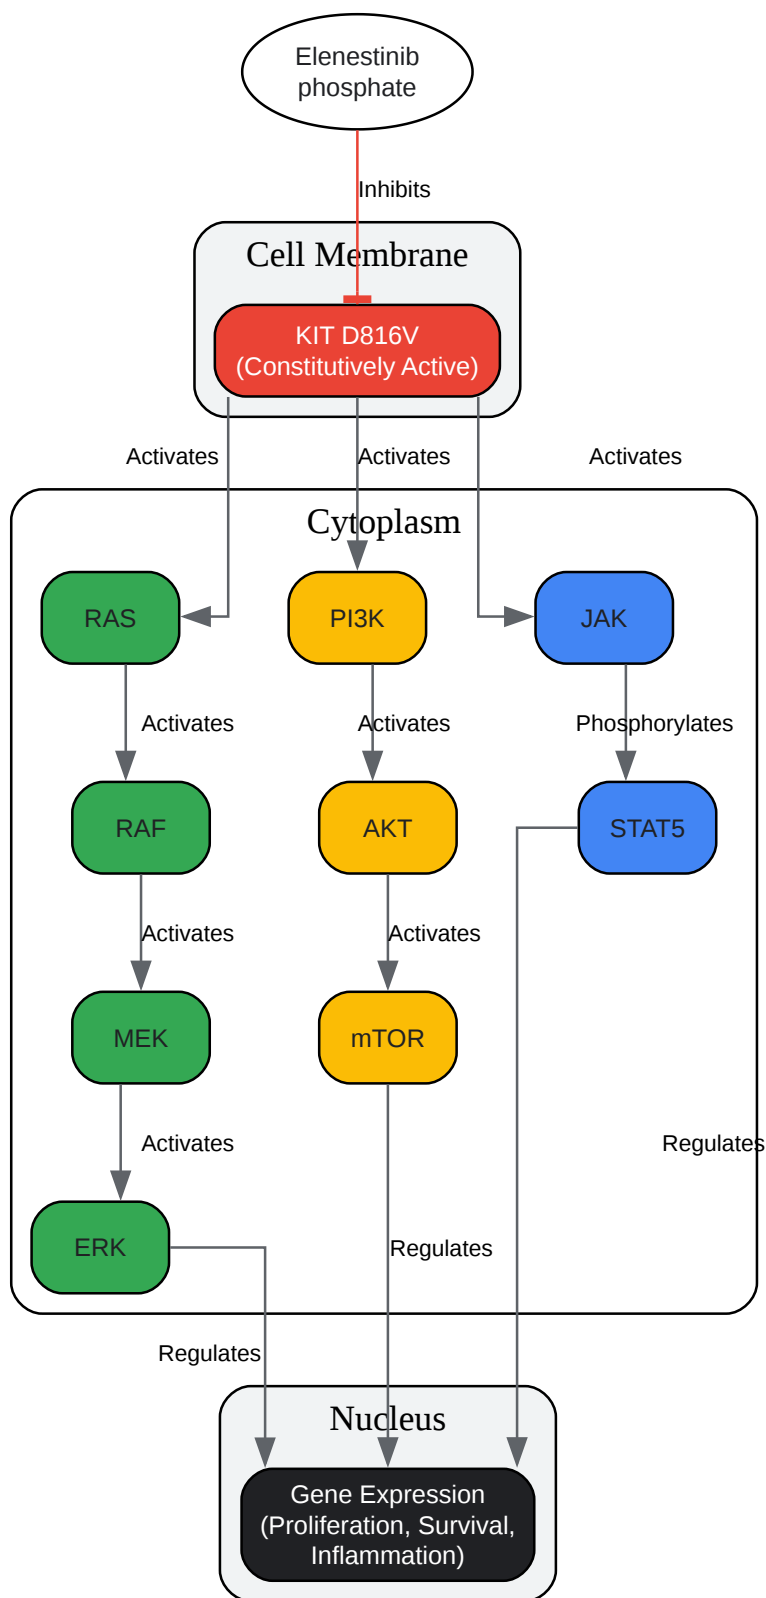 Elenestinib
phosphate
Inhibits
Cell Membrane
KIT D816V
(Constitutively Active)
Activates
Activates
Activates
Cytoplasm
RAS
PI3K
JAK
Activates
Activates
Phosphorylates
RAF
AKT
STAT5
Activates
Activates
MEK
mTOR
Activates
Regulates
ERK
Regulates
Regulates
Nucleus
Gene Expression
(Proliferation, Survival,
Inflammation)